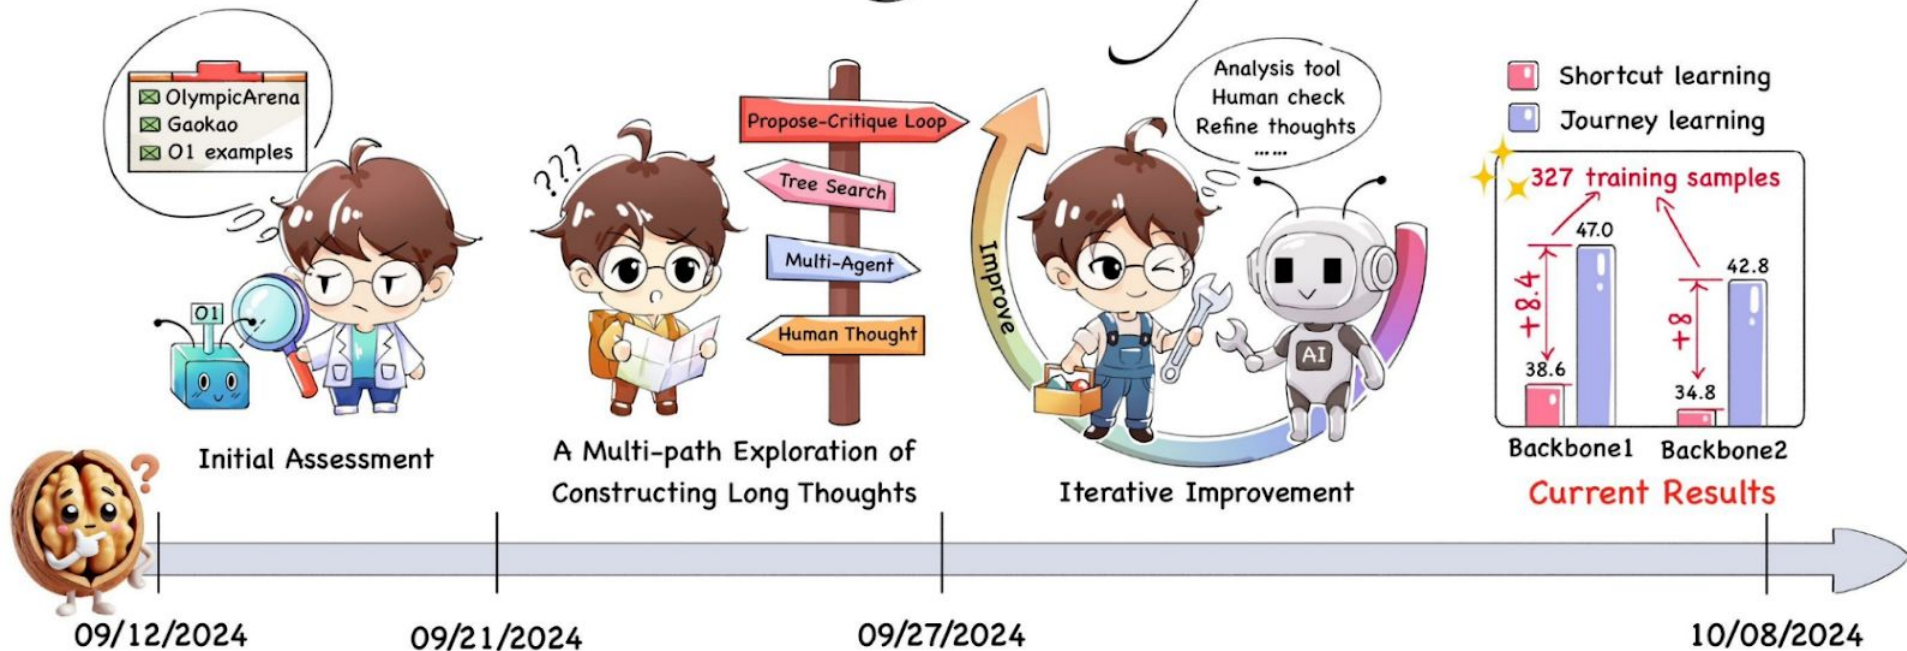 OlympicArena
Gaokao
O1 examples
O1
Initial Assessment
???
Propose-Critique Loop
Tree Search
Multi-Agent
Human Thought
A Multi-path Exploration of
Constructing Long Thoughts
Improve
Analysis tool
Human check
Refine thoughts
......
AI
Iterative Improvement
Shortcut learning
Journey learning
327 training samples
47.0
+8.4
38.6
42.8
+8
34.8
Backbone1
Backbone2
Current Results
?
09/12/2024
09/21/2024
09/27/2024
10/08/2024